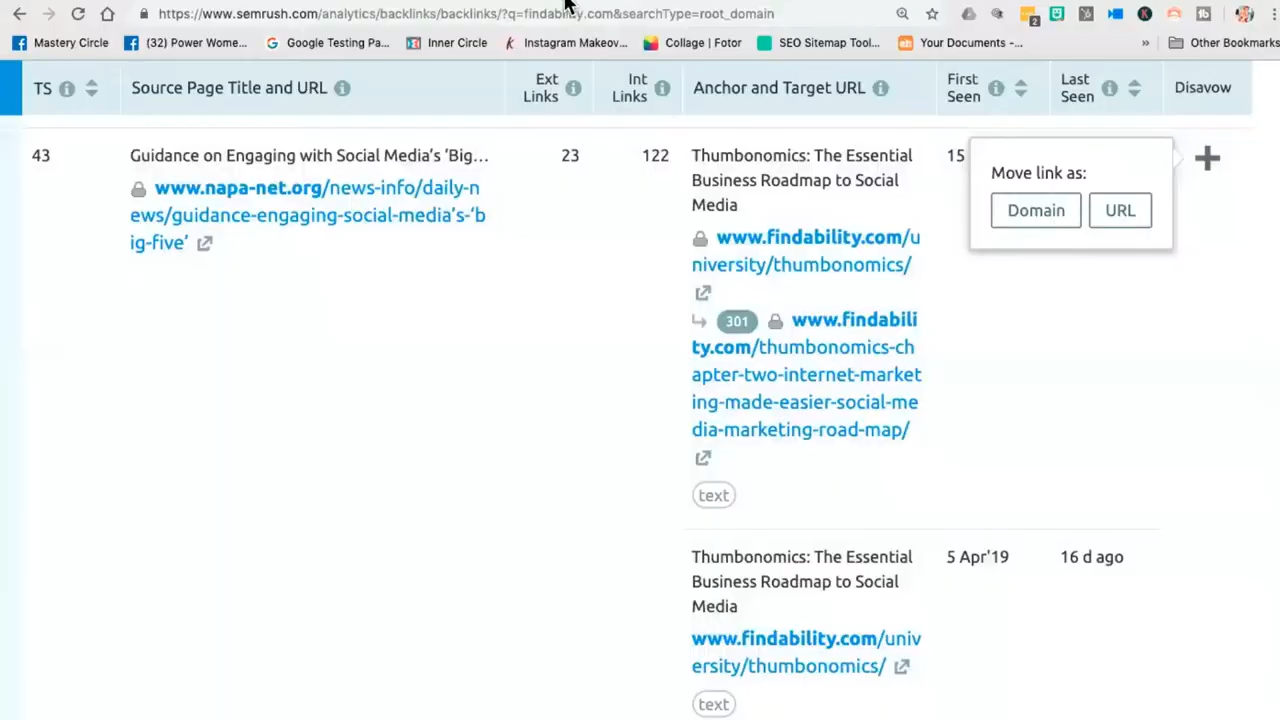 https://www.semrush.com/analytics/backlinks/backlinks/?q=findability.com&searchType=root_domain
2
Mastery Circle
(32) Power Wome...
Google Testing Pa...
Inner Circle
Instagram Makeov...
Collage | Fotor
SEO Sitemap Tool...
Your Documents -...
»
Other Bookmarks
TS
Source Page Title and URL
Ext
Links
Int
Links
Anchor and Target URL
First
Seen
Last
Seen
Disavow
43
Guidance on Engaging with Social Media’s ‘Big...
www.napa-net.org/news-info/daily-n
ews/guidance-engaging-social-media’s-‘b
ig-five’
23
122
Thumbonomics: The Essential
Business Roadmap to Social
Media
www.findability.com/u
niversity/thumbonomics/
301
www.findabili
ty.com/thumbonomics-ch
apter-two-internet-market
ing-made-easier-social-me
dia-marketing-road-map/
text
15
Move link as:
Domain
URL
Thumbonomics: The Essential
Business Roadmap to Social
Media
www.findability.com/univ
ersity/thumbonomics/
text
5 Apr'19
16 d ago